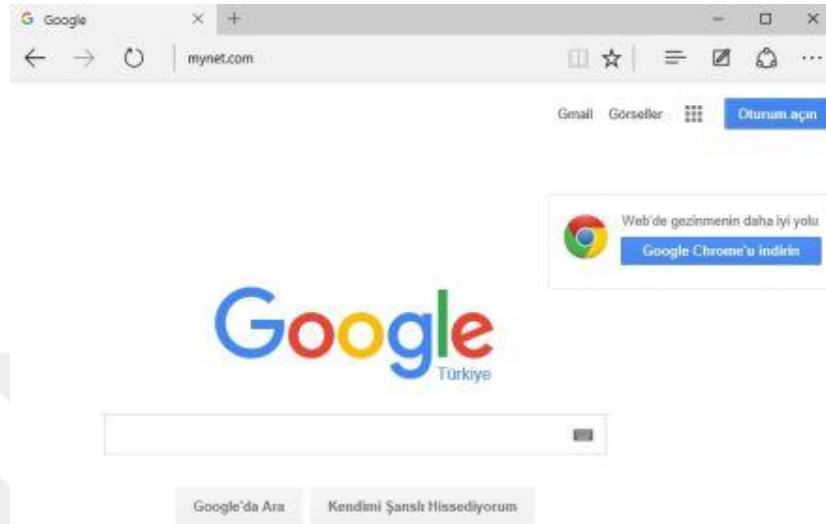 Google
mynet.com
Gmail Görseller Oturum açın
Web'de gezinmenin daha iyi yolu
Google Chrome'u indirin
Google
Türkiye
Google'da Ara Kendimi Şanslı Hissediyorum